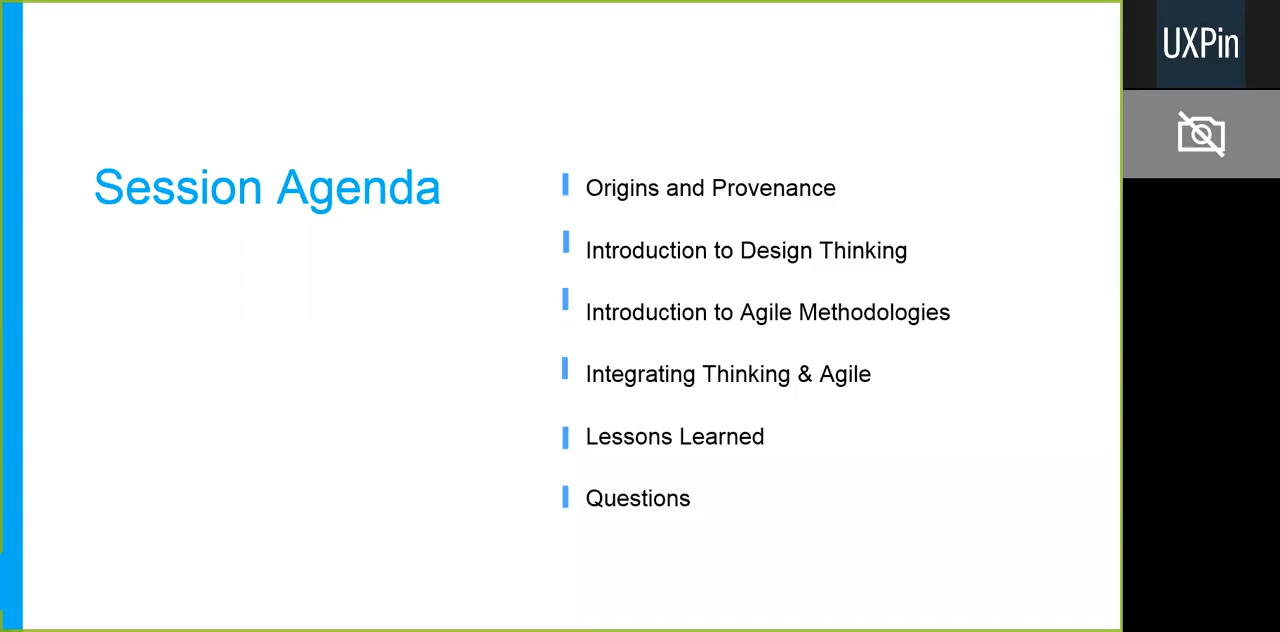 Session Agenda
Origins and Provenance
Introduction to Design Thinking
Introduction to Agile Methodologies
Integrating Thinking & Agile
Lessons Learned
Questions
UXPin